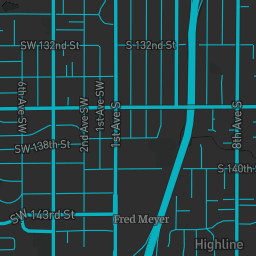 SW 132nd St
S 132nd St
6th Ave SW
2nd Ave SW
1st Ave SW
1st Ave S
8th Ave S
SW 138th St
S 140th
SW 143rd St
Fred Meyer
Highline